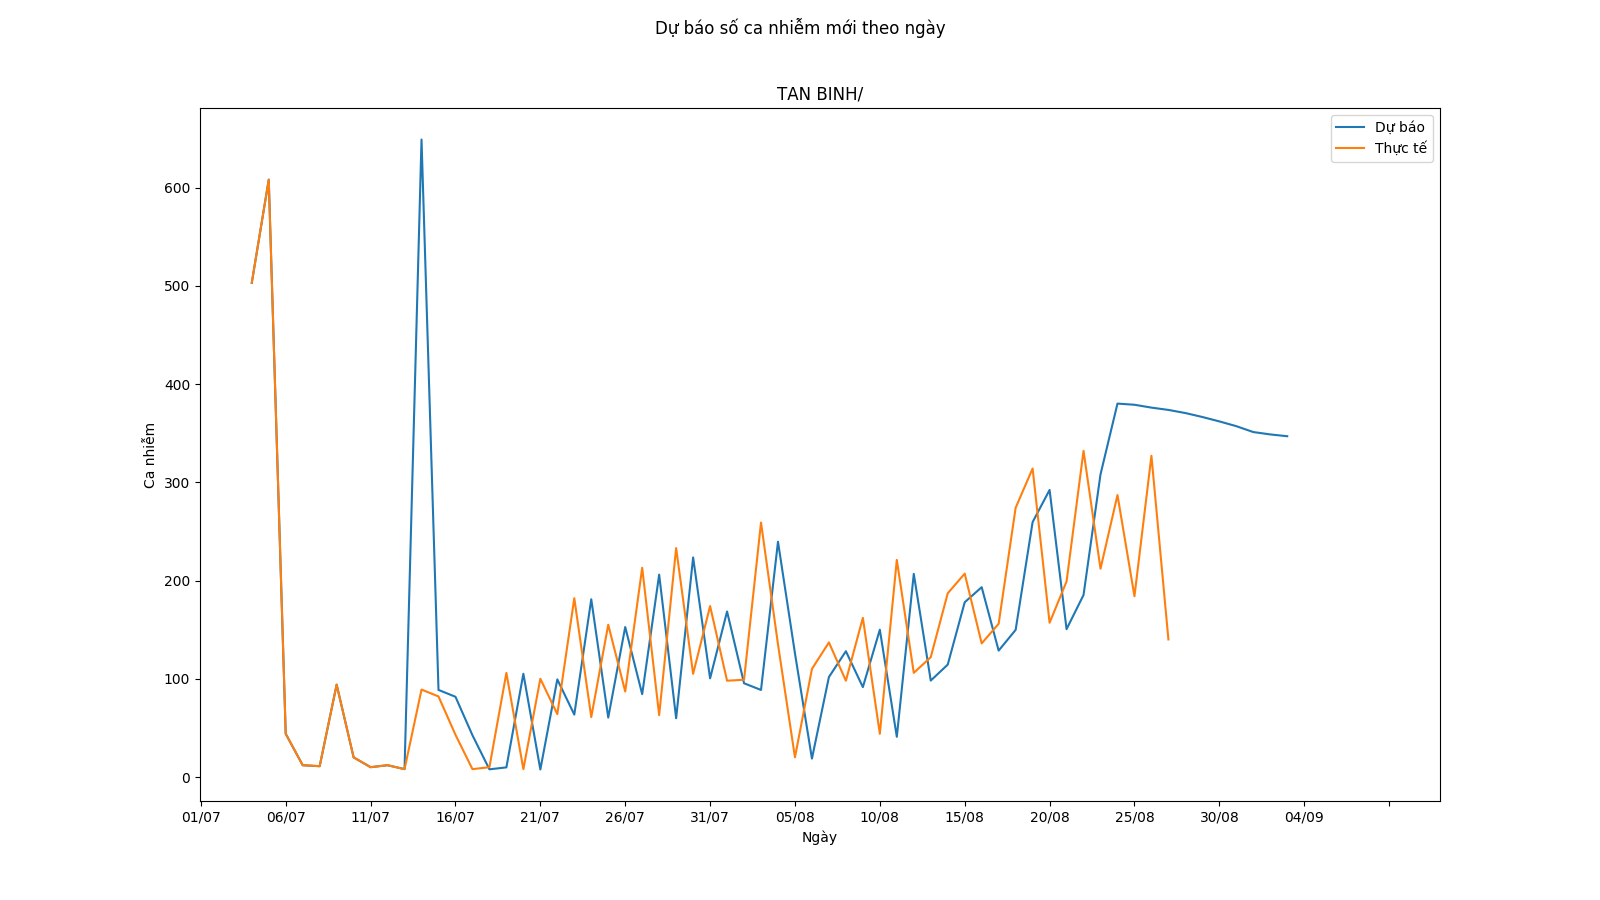 Dự báo số ca nhiễm mới theo ngày
TAN BINH/
Dự báo
Thực tế
600
500
400
300
200
100
0
Ca nhiễm
01/07 06/07 11/07 16/07 21/07 26/07 31/07 05/08 10/08 15/08 20/08 25/08 30/08 04/09
Ngày